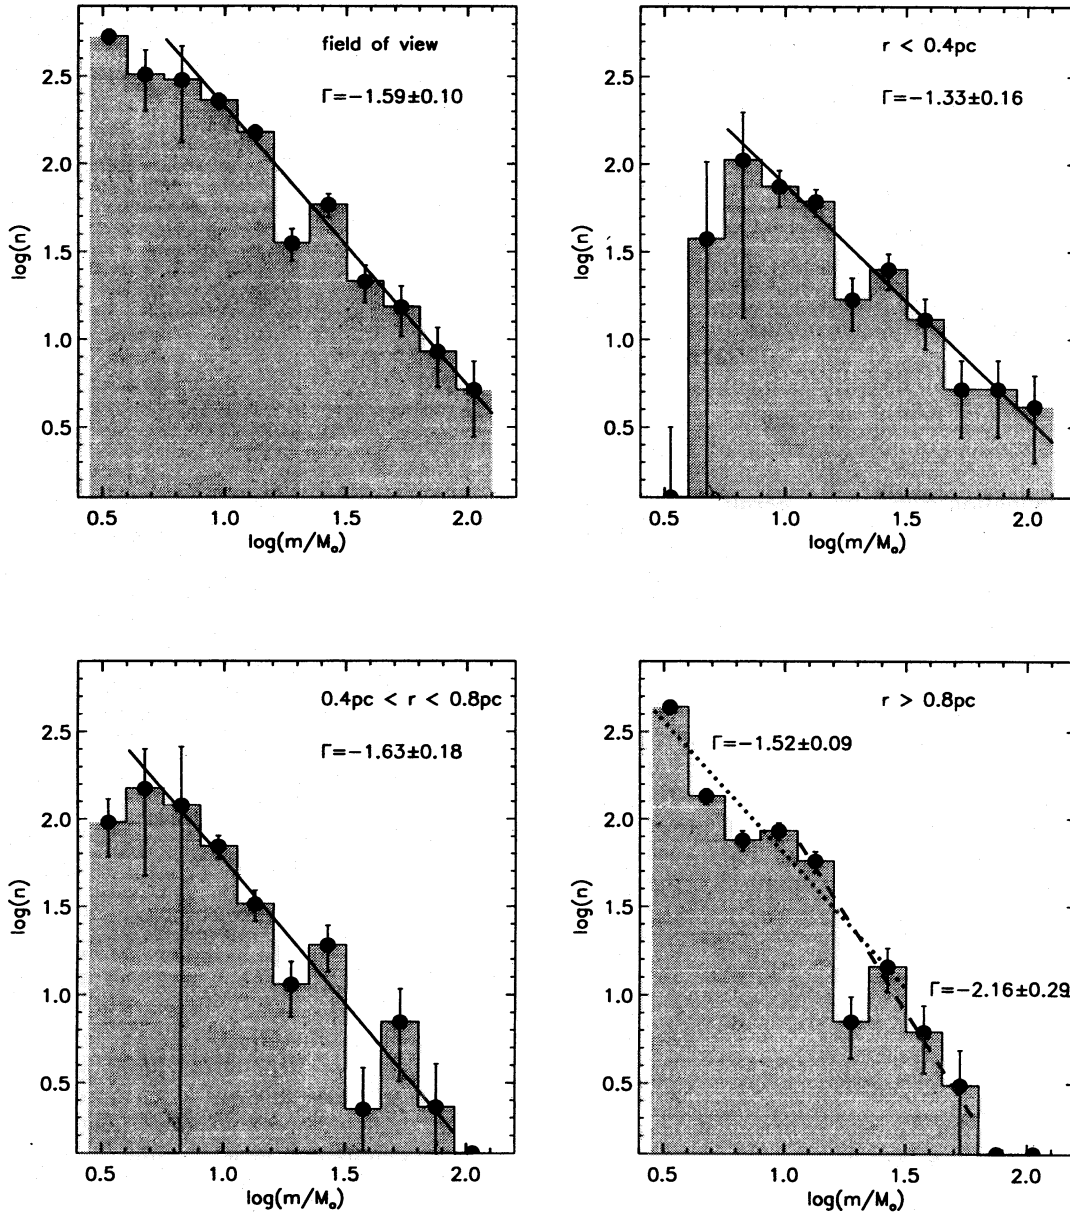 field of view
Γ=−1.59±0.10
2.5
2.0
1.5
1.0
0.5
log(n)
0.5 1.0 1.5 2.0
log(m/M₀)
r < 0.4pc
Γ=−1.33±0.16
2.5
2.0
1.5
1.0
0.5
log(n)
0.5 1.0 1.5 2.0
log(m/M₀)
0.4pc < r < 0.8pc
Γ=−1.63±0.18
2.5
2.0
1.5
1.0
0.5
log(n)
0.5 1.0 1.5 2.0
log(m/M₀)
r > 0.8pc
Γ=−1.52±0.09
Γ=−2.16±0.29
2.5
2.0
1.5
1.0
0.5
log(n)
0.5 1.0 1.5 2.0
log(m/M₀)